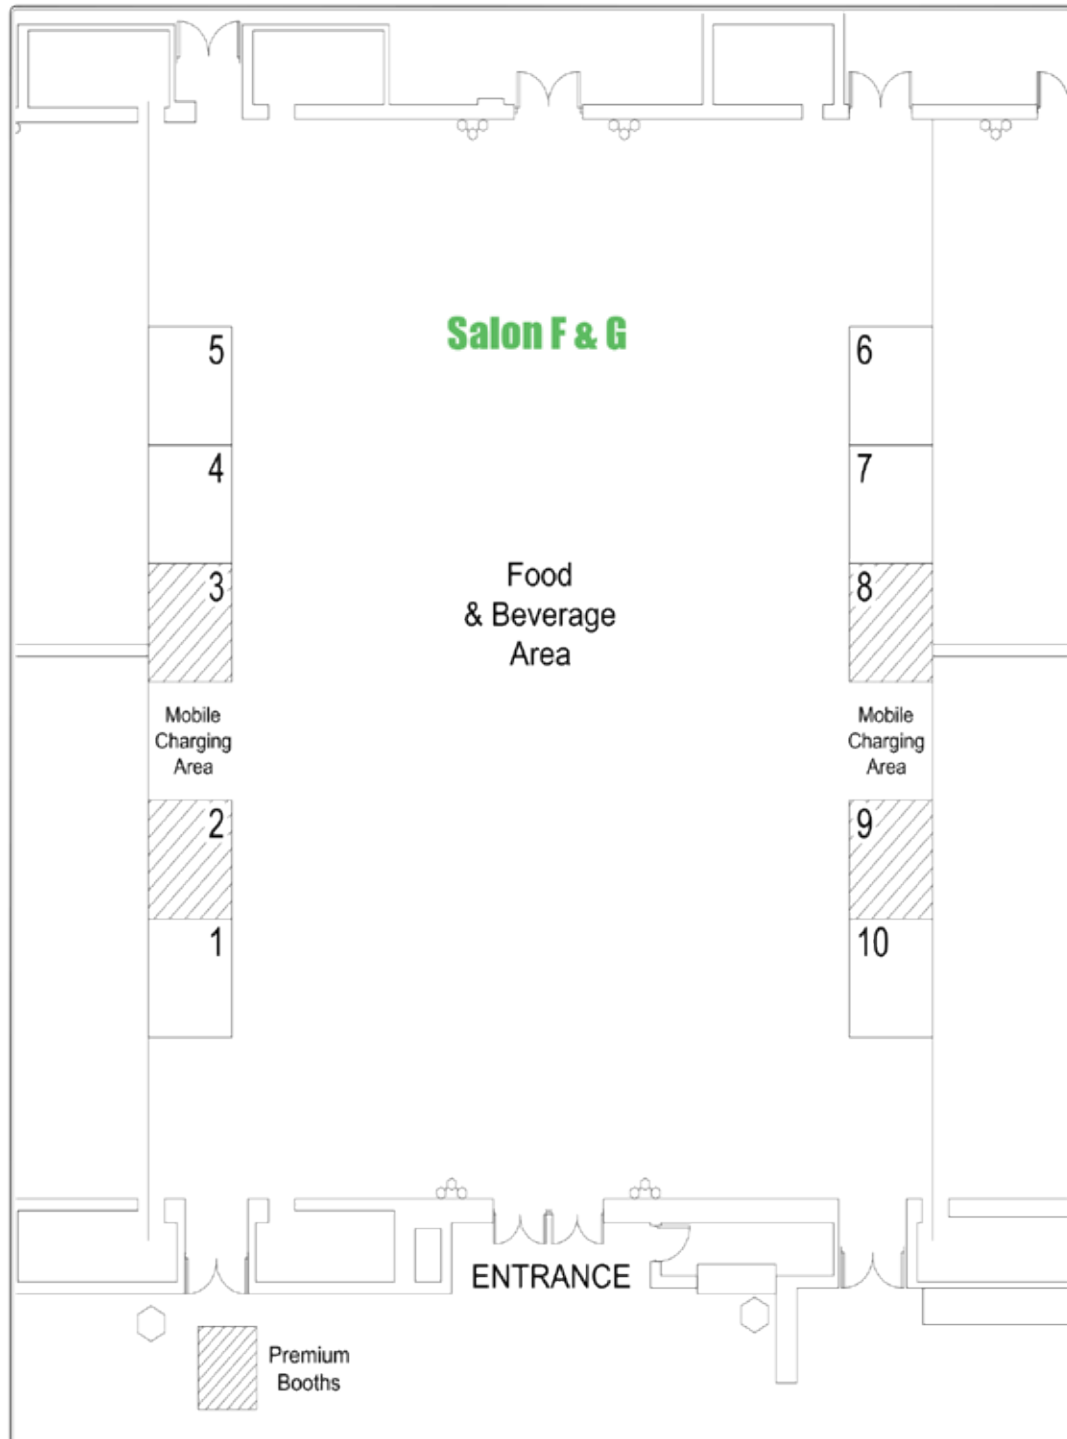 Salon F & G
5
6
4
7
Food
& Beverage
Area
3
8
Mobile
Charging
Area
Mobile
Charging
Area
2
9
1
10
ENTRANCE
Premium
Booths